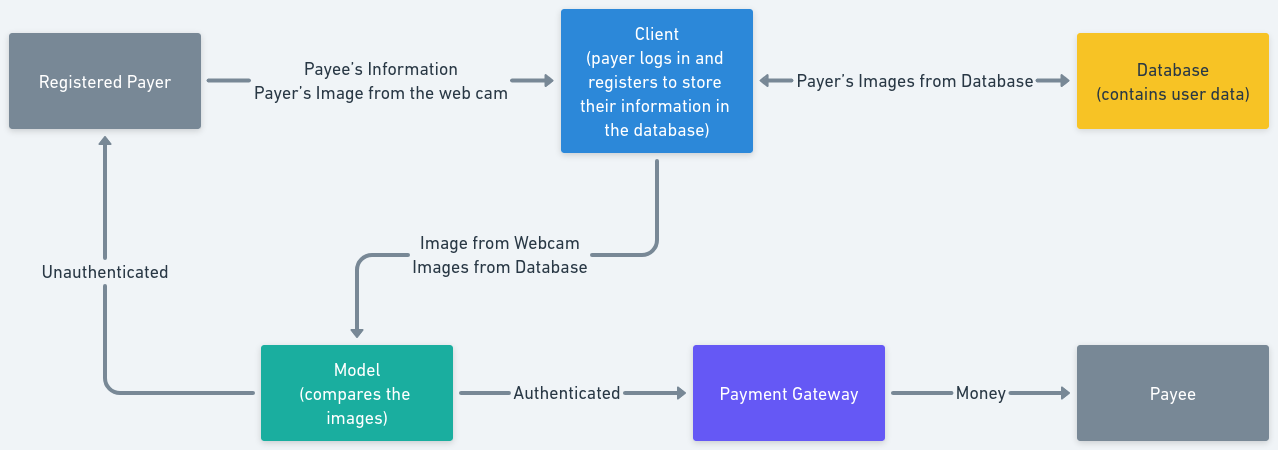 Registered Payer
Payee's Information
Payer's Image from the web cam
Client
(payer logs in and
registers to store
their information in
the database)
Payer's Images from Database
Database
(contains user data)
Image from Webcam
Images from Database
Unauthenticated
Model
(compares the
images)
Authenticated
Payment Gateway
Money
Payee